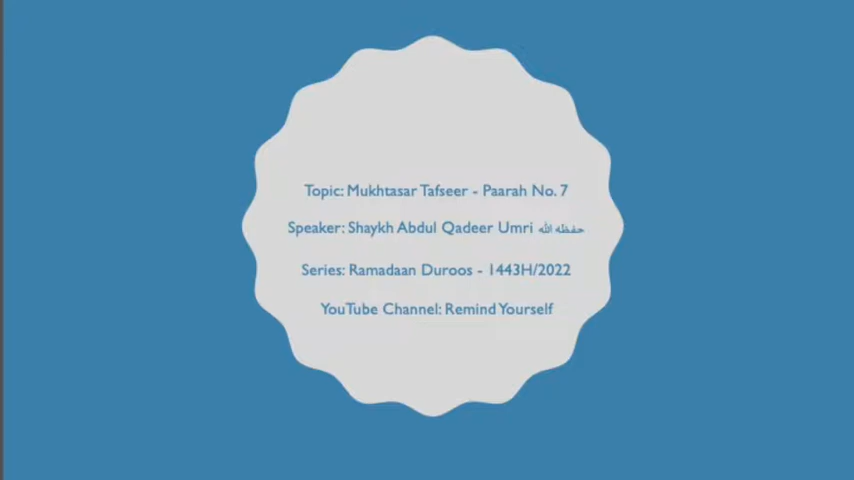 Topic: Mukhtasar Tafseer - Paarah No. 7
Speaker: Shaykh Abdul Qadeer Umri حفظه الله
Series: Ramadaan Duroos - 1443H/2022
YouTube Channel: Remind Yourself